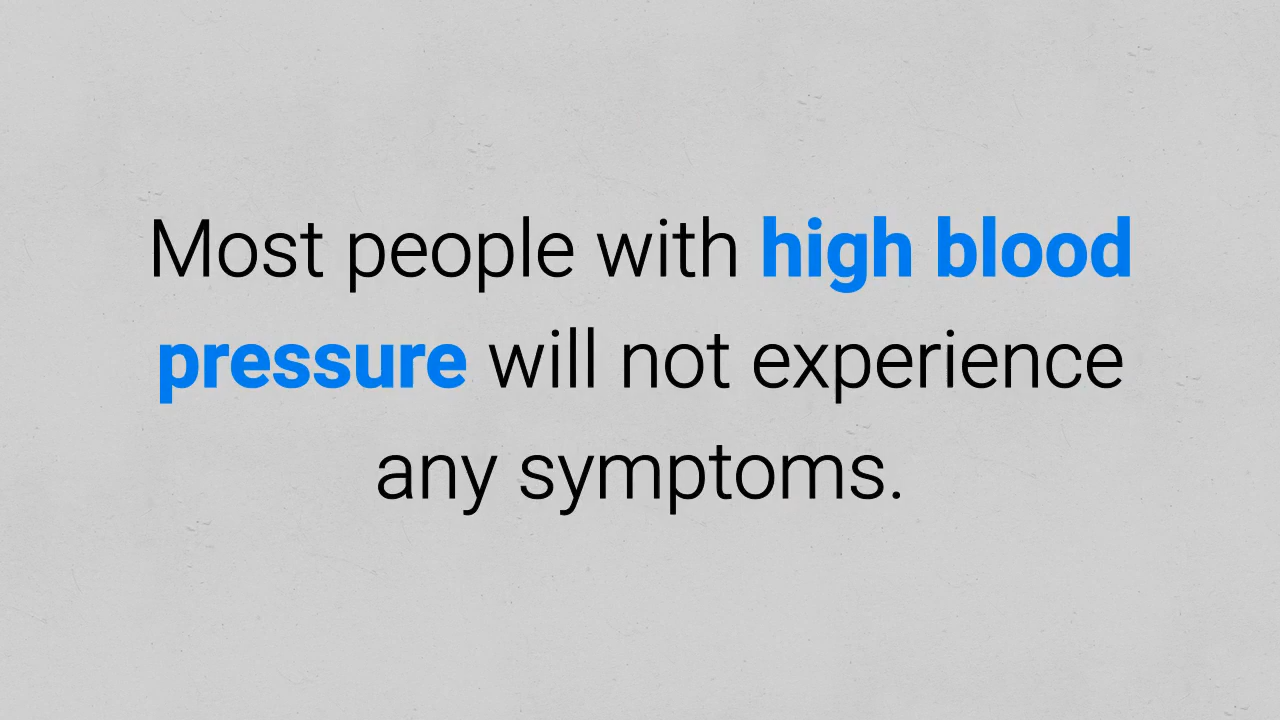 Most people with high blood
pressure will not experience
any symptoms.